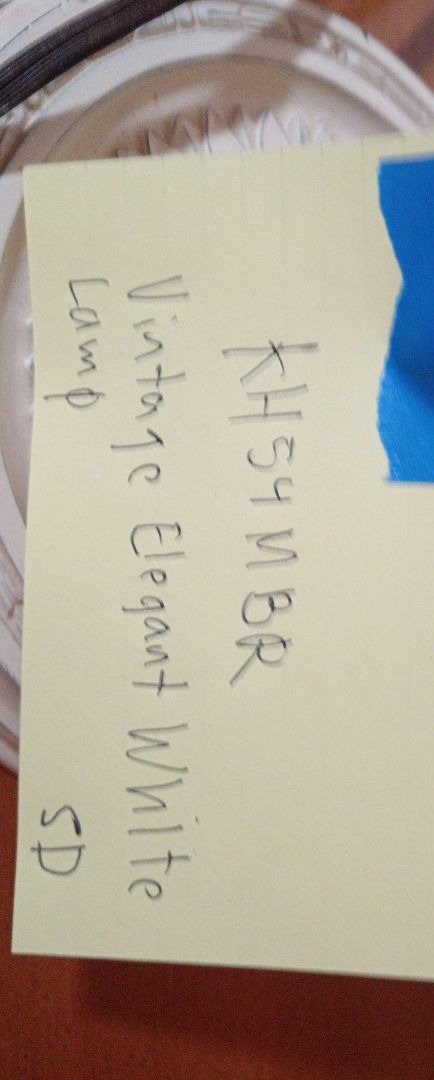 KH54MBR
Vintage Elegant White
Lamp
SD